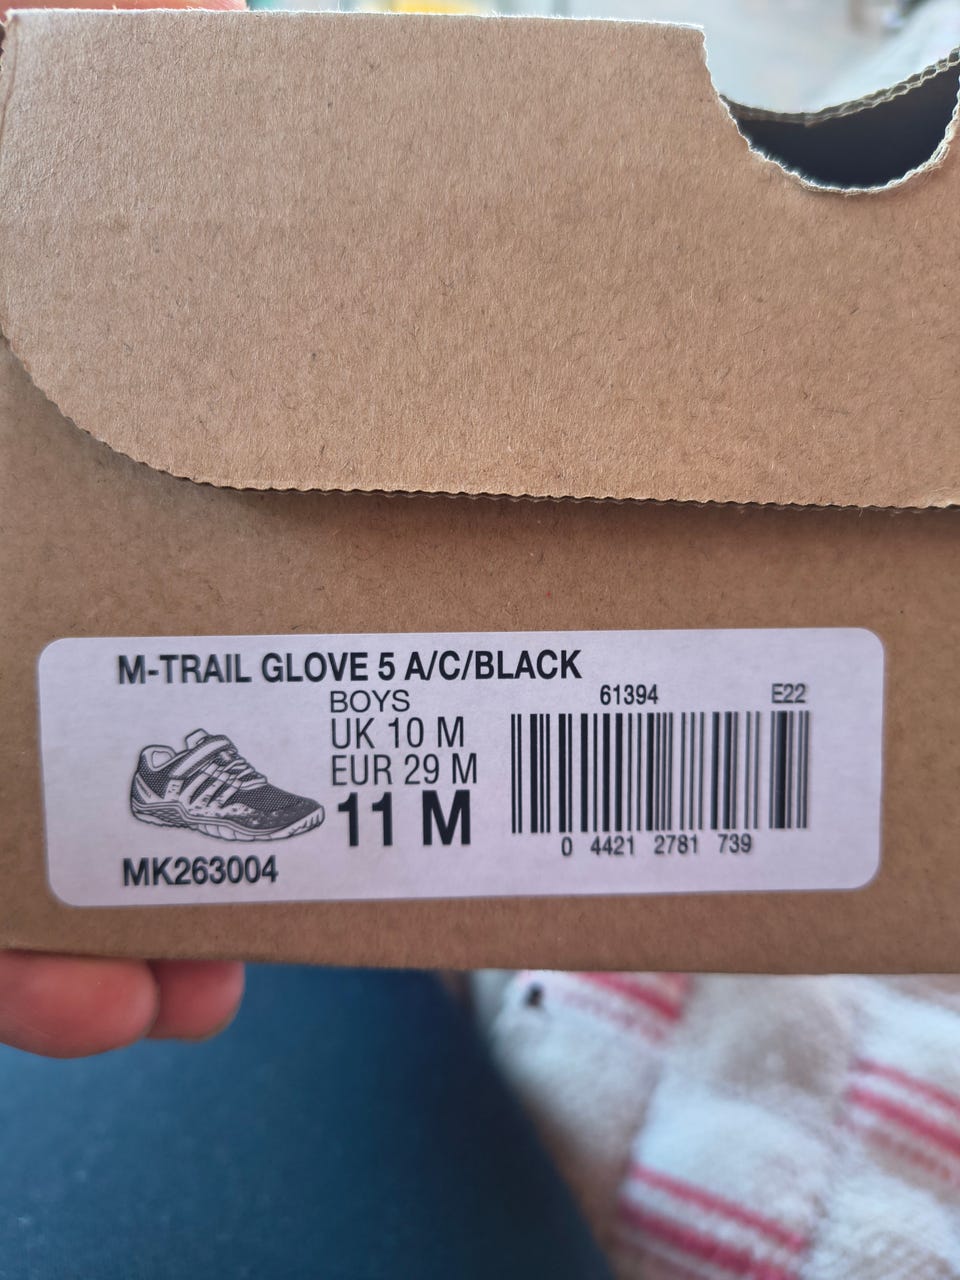 M-TRAIL GLOVE 5 A/C/BLACK
BOYS
UK 10 M
EUR 29 M
11 M
MK263004
61394 E22
0 4421 2781 739